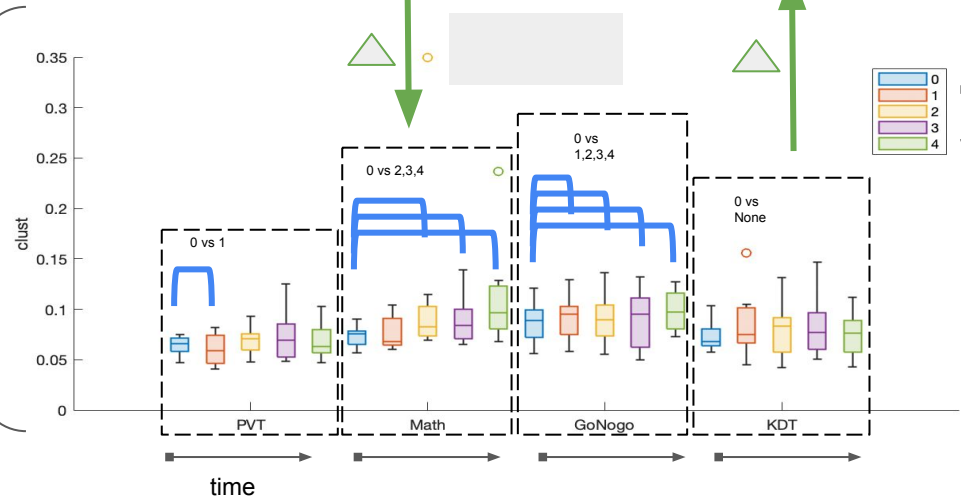 0.35
0.3
0.25
0.2
0.15
0.1
0.05
0
clust
0 vs 1
0 vs 2,3,4
0 vs
1,2,3,4
0 vs
None
0
1
2
3
4
PVT
Math
GoNogo
KDT
time